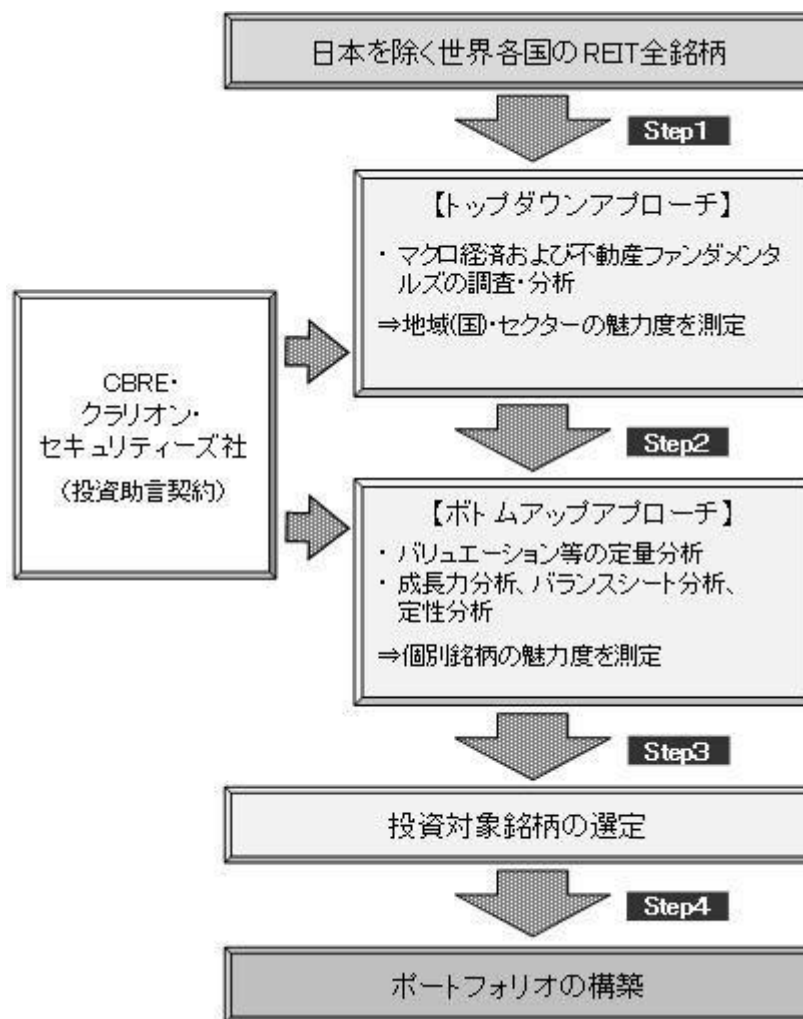 日本を除く世界各国のREIT全銘柄
Step1
【トップダウンアプローチ】
・ マクロ経済および不動産ファンダメンタ
ルズの調査・分析
⇒地域(国)・セクターの魅力度を測定
CBRE・
クラリオン・
セキュリティーズ社
(投資助言契約)
Step2
【ボトムアップアプローチ】
・ バリュエーション等の定量分析
・ 成長力分析、バランスシート分析、
定性分析
⇒個別銘柄の魅力度を測定
Step3
投資対象銘柄の選定
Step4
ポートフォリオの構築